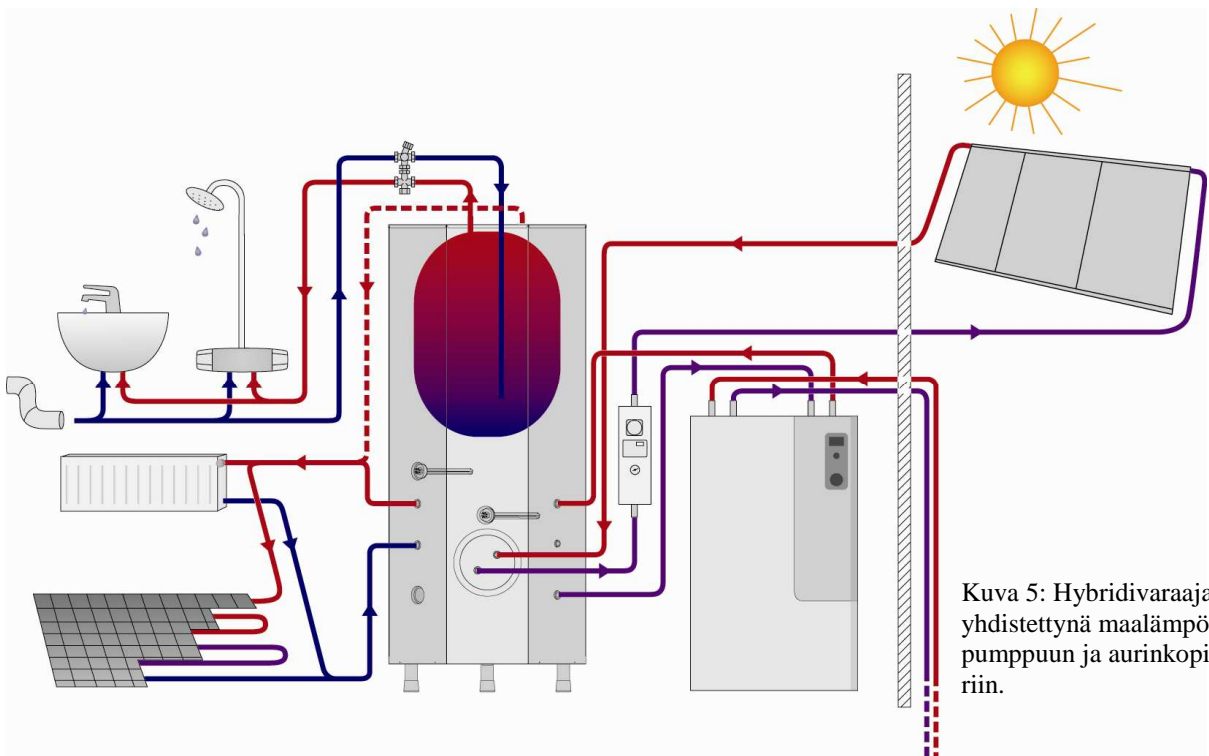 Kuva 5: Hybridivaraaja
yhdistettynä maalämpö
pumppuun ja aurinkopi
riin.